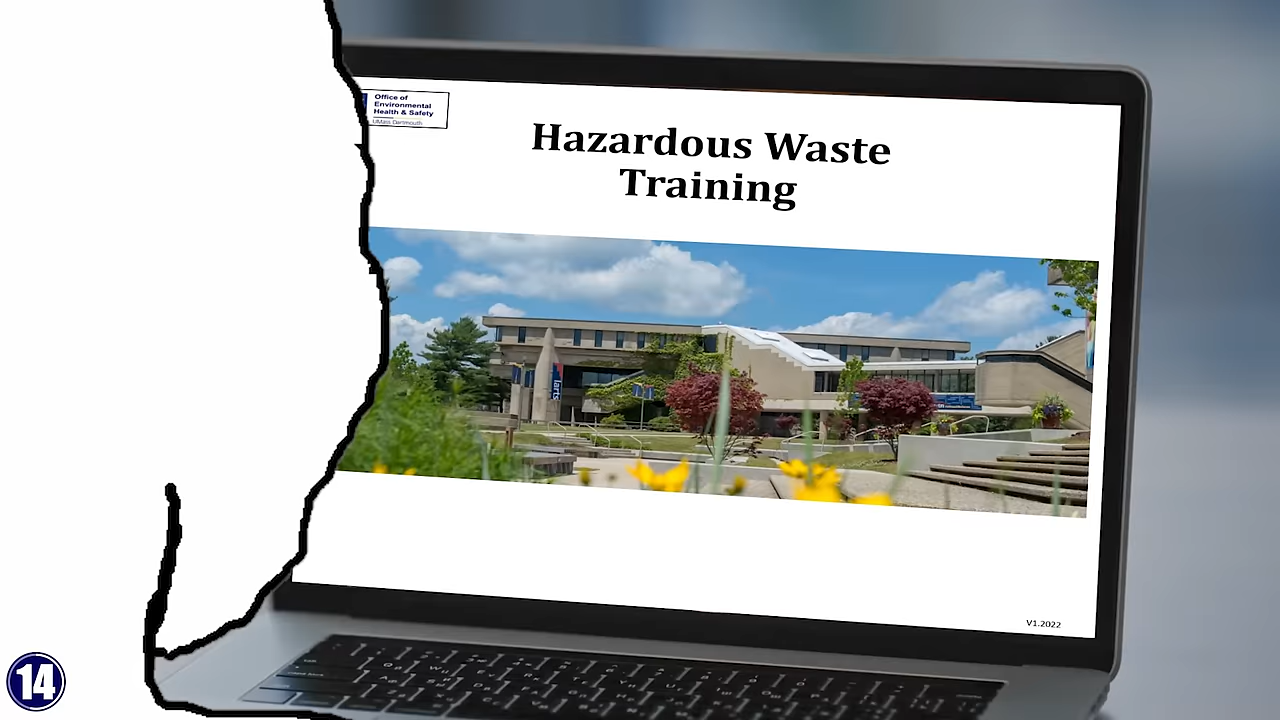 Office of
Environmental
Health & Safety
UMass Dartmouth
Hazardous Waste
Training
V1.2022
14